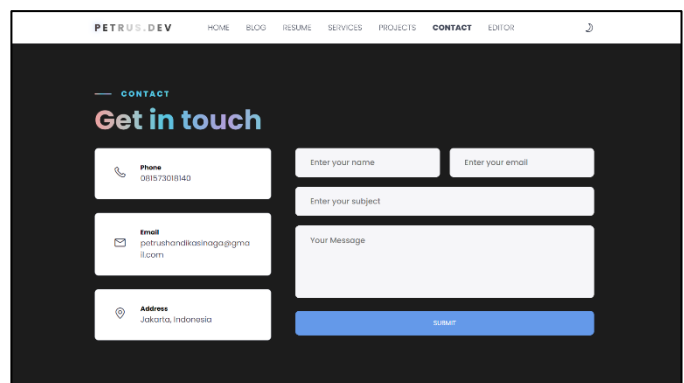 PETRUS.DEV HOME BLOG RESUME SERVICES PROJECTS CONTACT EDITOR
CONTACT
Get in touch
Phone
081573018140
Email
petrushandikasinaga@gma
il.com
Address
Jakarta, Indonesia
Enter your name Enter your email
Enter your subject
Your Message
SUBMIT